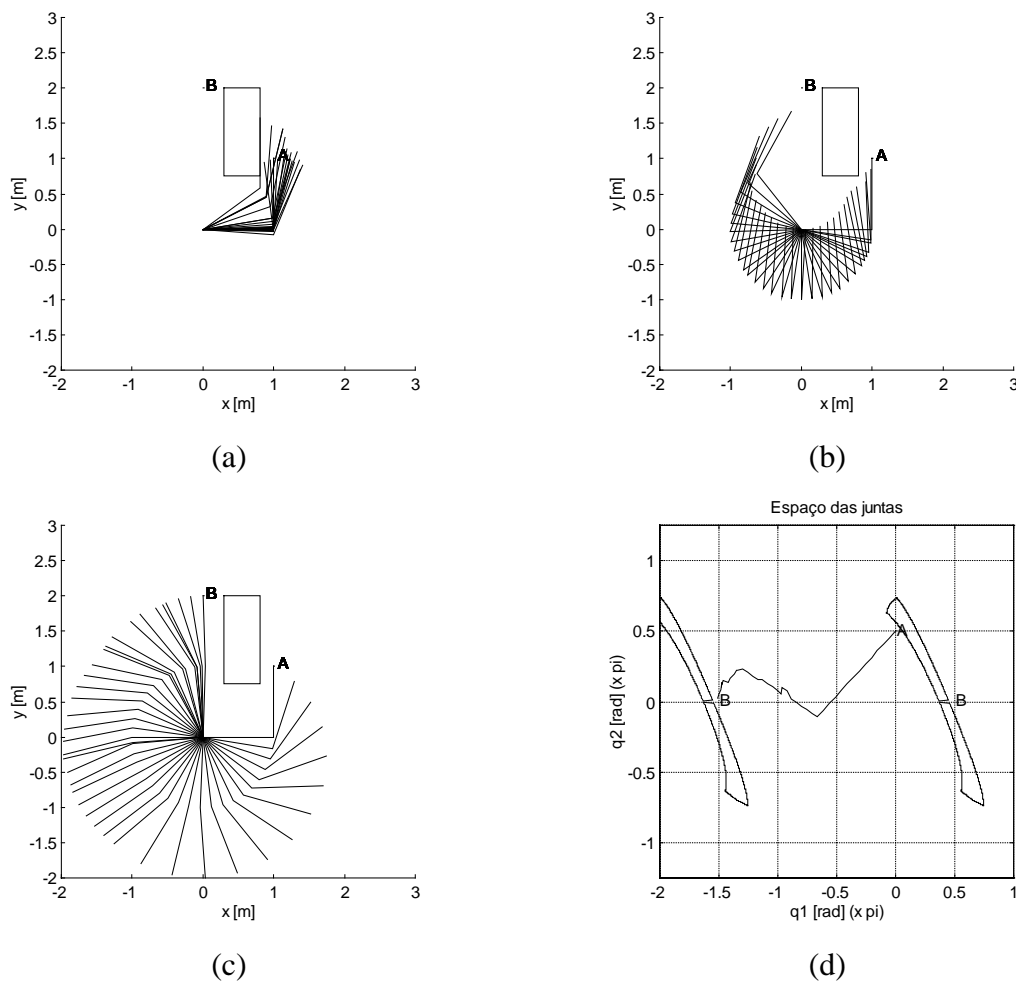 3
2.5
2
1.5
1
0.5
0
-0.5
-1
-1.5
-2
y [m]
B
A
-2 -1 0 1 2 3
x [m]
(a)
3
2.5
2
1.5
1
0.5
0
-0.5
-1
-1.5
-2
y [m]
B
A
-2 -1 0 1 2 3
x [m]
(b)
3
2.5
2
1.5
1
0.5
0
-0.5
-1
-1.5
-2
y [m]
B
A
-2 -1 0 1 2 3
x [m]
(c)
Espaço das juntas
1
0.5
0
-0.5
-1
q2 [rad] (x pi)
A
B
B
-2 -1.5 -1 -0.5 0 0.5 1
q1 [rad] (x pi)
(d)